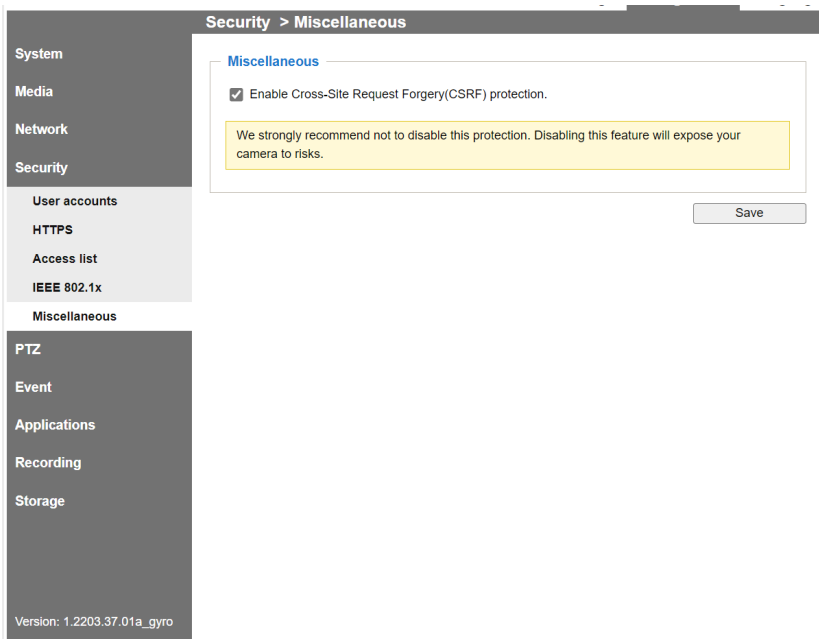 Security > Miscellaneous
System
Media
Network
Security
User accounts
HTTPS
Access list
IEEE 802.1x
Miscellaneous
PTZ
Event
Applications
Recording
Storage
Version: 1.2203.37.01a_gyro
Miscellaneous
Enable Cross-Site Request Forgery(CSRF) protection.
We strongly recommend not to disable this protection. Disabling this feature will expose your
camera to risks.
Save